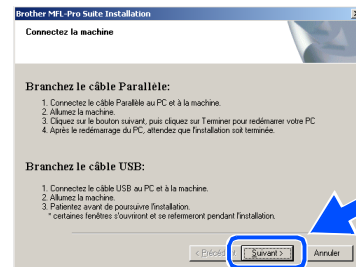 Brother MFL-Pro Suite Installation
Connectez la machine
Branchez le câble Parallèle:
1. Connectez le câble Parallèle au PC et à la machine.
2. Allumez la machine.
3. Cliquez sur le bouton suivant, puis cliquez sur Terminer pour redémarrer votre PC
4. Après le redémarrage du PC, attendez que l'installation soit terminée.
Branchez le câble USB:
1. Connectez le câble USB au PC et à la machine.
2. Allumez la machine.
3. Patientez avant de poursuivre l'installation.
* certaines fenêtres s'ouvriront et se refermeront pendant l'installation.
< Précédent Suivant > Annuler